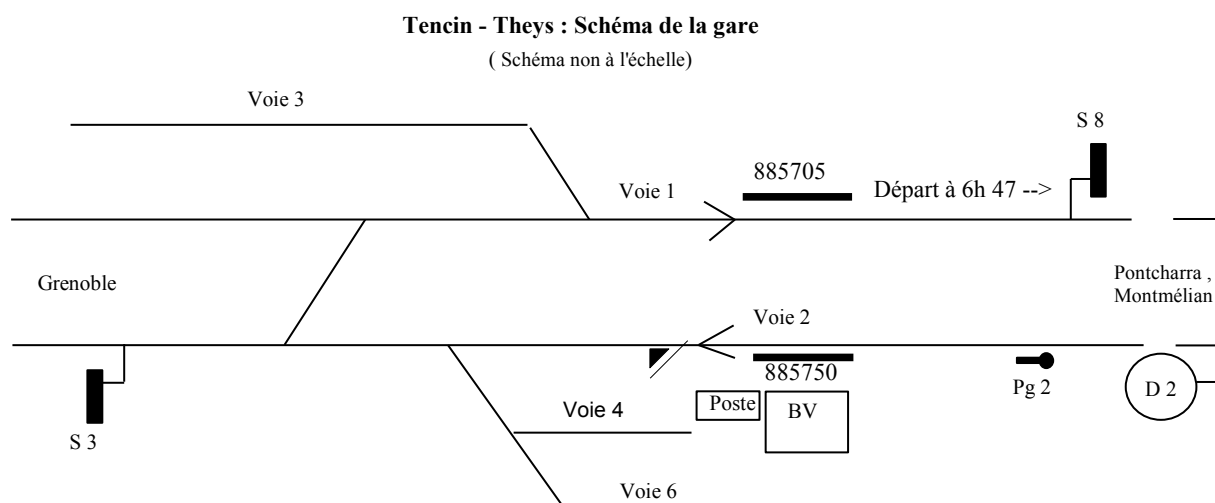 Tencin - Theys : Schéma de la gare
( Schéma non à l'échelle)
Voie 3
S 8
885705
Départ à 6h 47 -->
Voie 1
Grenoble
Pontcharra ,
Montmélian
Voie 2
885750
Pg 2
D 2
Poste
BV
Voie 4
S 3
Voie 6